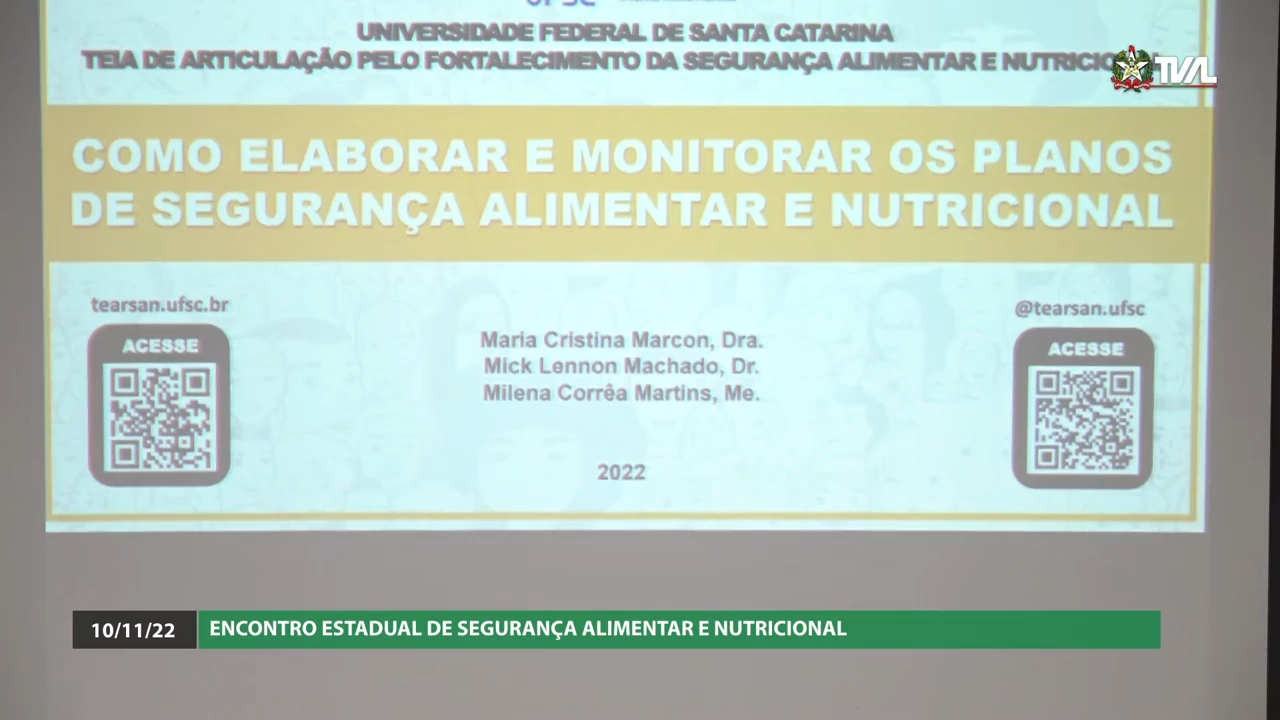 UNIVERSIDADE FEDERAL DE SANTA CATARINA
TEIA DE ARTICULAÇÃO PELO FORTALECIMENTO DA SEGURANÇA ALIMENTAR E
TVAL
COMO ELABORAR E MONITORAR OS PLANOS
DE SEGURANÇA ALIMENTAR E NUTRICIONAL
tearsan.ufsc.br
@tearsan.ufsc
ACESSE
ACESSE
Maria Cristina Marcon, Dra.
Mick Lennon Machado, Dr.
Milena Corrêa Martins, Me.
2022
10/11/22
ENCONTRO ESTADUAL DE SEGURANÇA ALIMENTAR E NUTRICIONAL